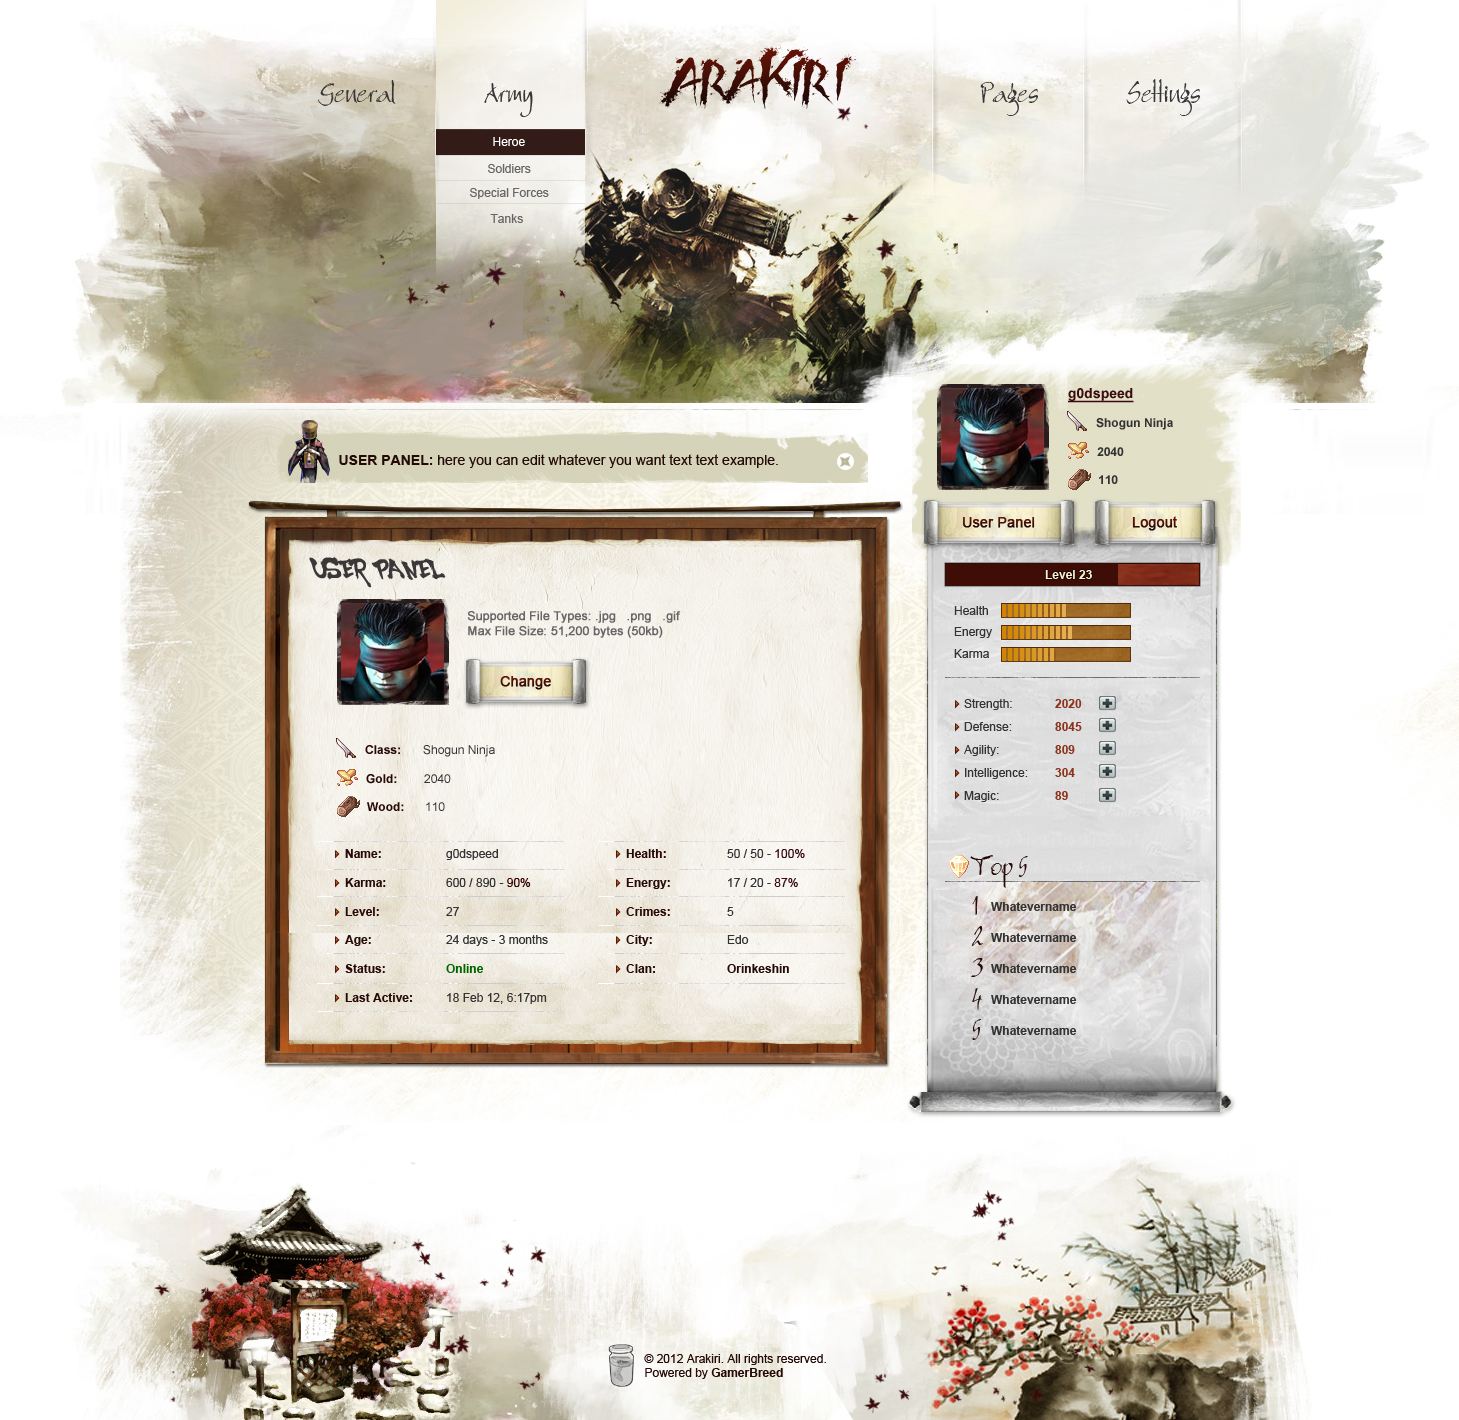 General
Army
ARAKIRI
Pages
Settings
Heroe
Soldiers
Special Forces
Tanks
g0dspeed
Shogun Ninja
2040
110
USER PANEL: here you can edit whatever you want text text example.
User Panel
Logout
USER PANEL
Supported File Types: .jpg .png .gif
Max File Size: 51,200 bytes (50kb)
Change
Class: Shogun Ninja
Gold: 2040
Wood: 110
Name: g0dspeed
Health: 50 / 50 - 100%
Karma: 600 / 890 - 90%
Energy: 17 / 20 - 87%
Level: 27
Crimes: 5
Age: 24 days - 3 months
City: Edo
Status: Online
Clan: Orinkeshin
Last Active: 18 Feb 12, 6:17pm
Level 23
Health
Energy
Karma
Strength: 2020
Defense: 8045
Agility: 809
Intelligence: 304
Magic: 89
Top 5
1 Whatevername
2 Whatevername
3 Whatevername
4 Whatevername
5 Whatevername
© 2012 Arakiri. All rights reserved.
Powered by GamerBreed